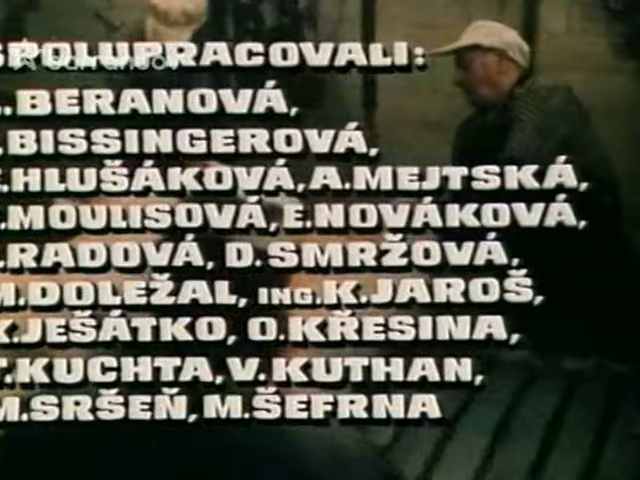 SPOLUPRACOVALI:
.BERANOVÁ,
.BISSINGEROVÁ,
.HLUŠÁKOVÁ, A.MEJTSKÁ,
.MOULISOVÁ, E.NOVÁKOVÁ,
.RADOVÁ, D.SMRŽOVÁ,
M.DOLEŽAL, ING.K.JAROŠ,
K.JEŠÁTKO, O.KŘESINA,
T.KUCHTA, V.KUTHAN,
M.SRŠEŇ, M.ŠEFRNA